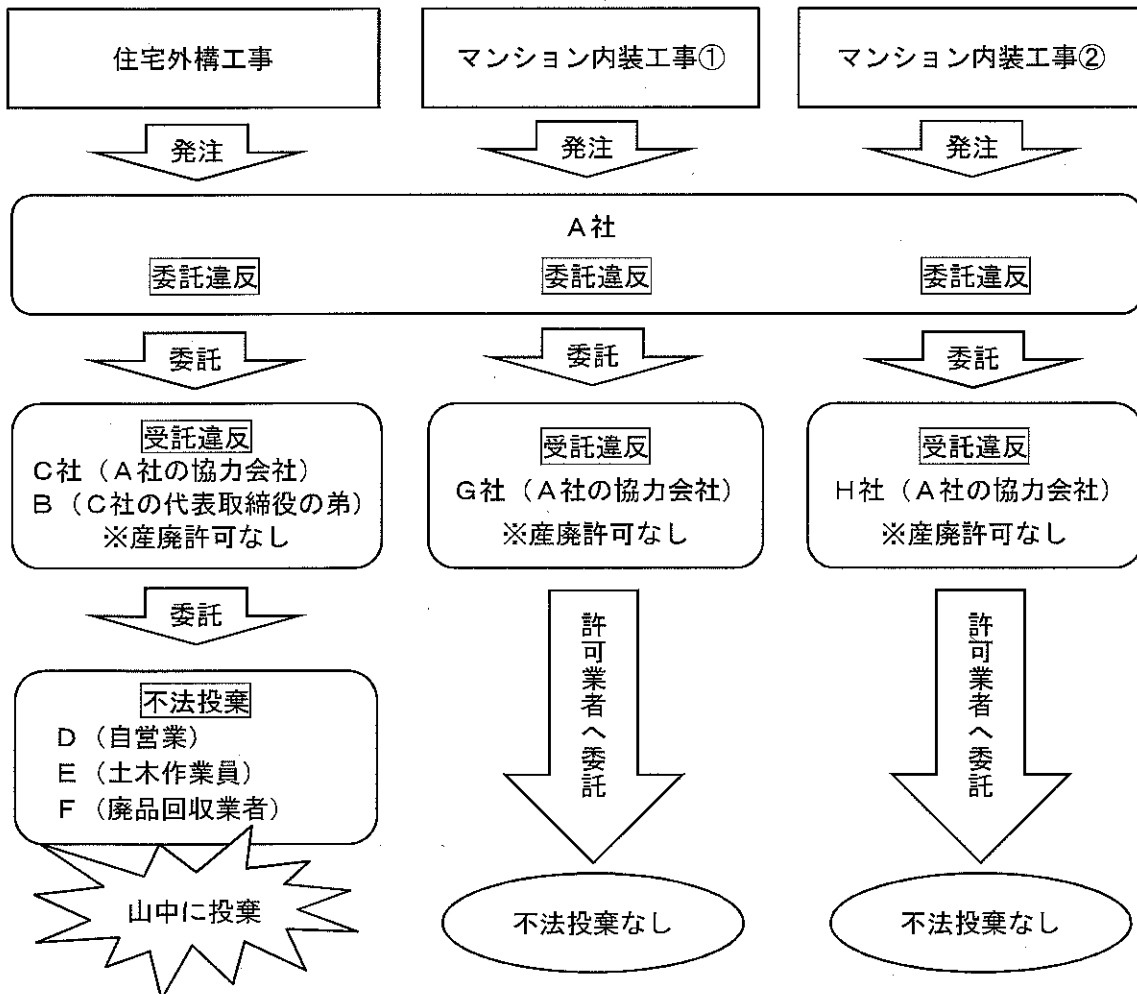 住宅外構工事
マンション内装工事①
マンション内装工事②
発注
発注
発注
A社
委託違反
委託違反
委託違反
委託
委託
委託
受託違反
C社（A社の協力会社）
B（C社の代表取締役の弟）
※産廃許可なし
受託違反
G社（A社の協力会社）
※産廃許可なし
受託違反
H社（A社の協力会社）
※産廃許可なし
委託
不法投棄
D（自営業）
E（土木作業員）
F（廃品回収業者）
許可業者へ委託
許可業者へ委託
山中に投棄
不法投棄なし
不法投棄なし